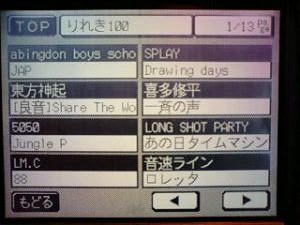 TOP りれき100 1/13 page
abingdon boys scho
JAP
SPLAY
Drawing days
東方神起
[良音]Share The Wo
喜多修平
一斉の声
5050
Jungle P
LONG SHOT PARTY
あの日タイムマシン
LM.C
88
音速ライン
ロレッタ
もどる